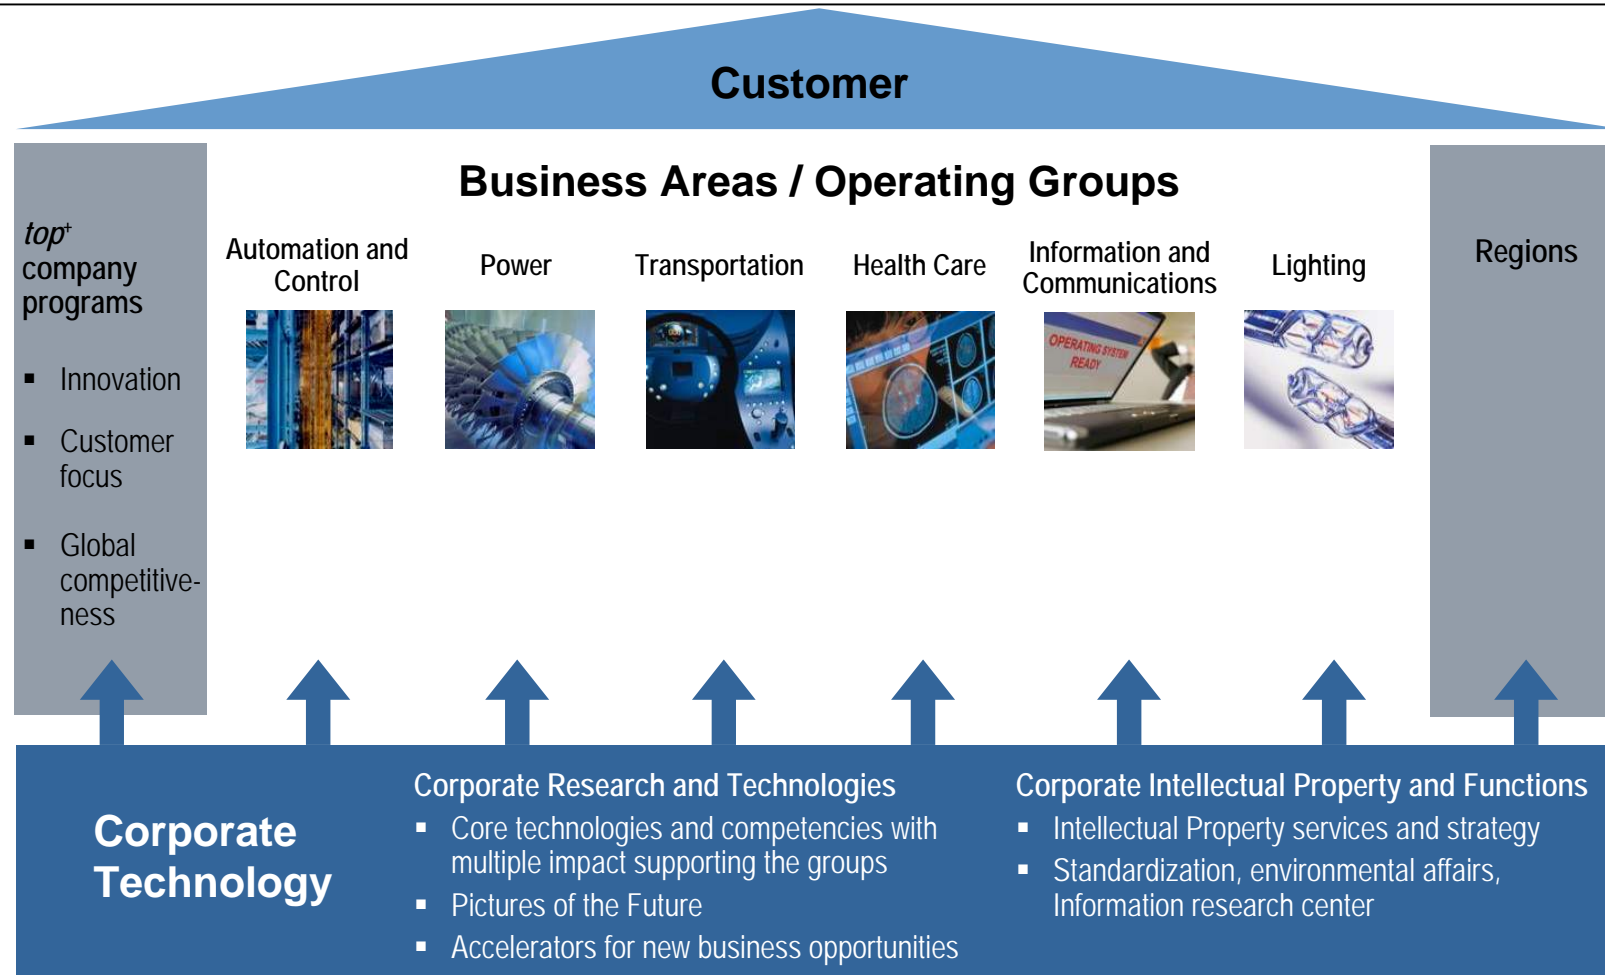 Customer
Business Areas / Operating Groups
top+
company
programs
▪ Innovation
▪ Customer
focus
▪ Global
competitive-
ness
Automation and
Control
Power
Transportation
Health Care
Information and
Communications
Lighting
OPERATING SYSTEM
READY
Regions
Corporate
Technology
Corporate Research and Technologies
▪ Core technologies and competencies with
multiple impact supporting the groups
▪ Pictures of the Future
▪ Accelerators for new business opportunities
Corporate Intellectual Property and Functions
▪ Intellectual Property services and strategy
▪ Standardization, environmental affairs,
Information research center